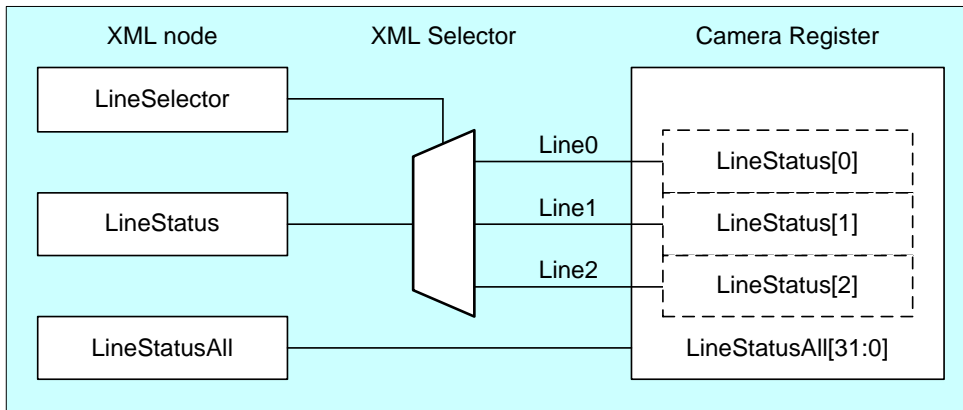 XML node
XML Selector
Camera Register
LineSelector
Line0
LineStatus[0]
LineStatus
Line1
LineStatus[1]
Line2
LineStatus[2]
LineStatusAll
LineStatusAll[31:0]